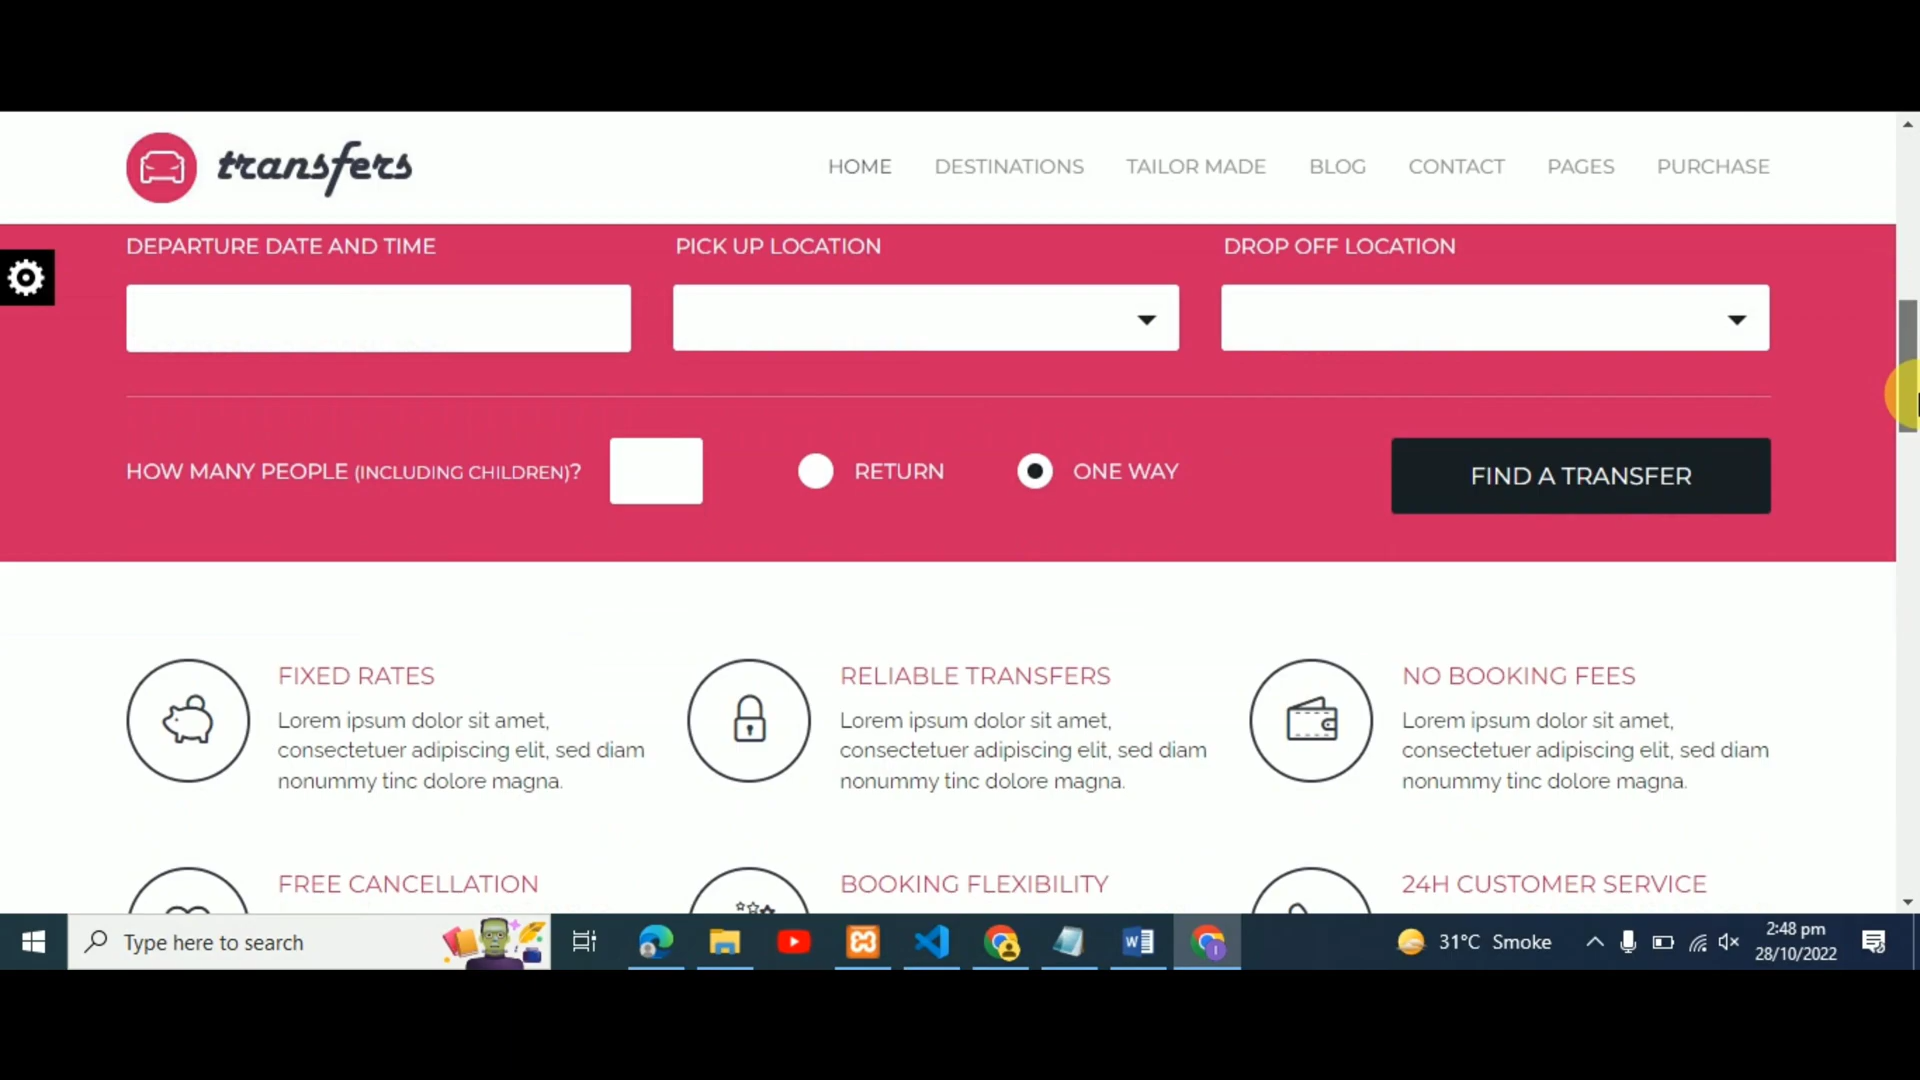 transfers
HOME DESTINATIONS TAILOR MADE BLOG CONTACT PAGES PURCHASE
DEPARTURE DATE AND TIME PICK UP LOCATION DROP OFF LOCATION
HOW MANY PEOPLE (INCLUDING CHILDREN)? RETURN ONE WAY FIND A TRANSFER
FIXED RATES
Lorem ipsum dolor sit amet,
consectetuer adipiscing elit, sed diam
nonummy tinc dolore magna.
RELIABLE TRANSFERS
Lorem ipsum dolor sit amet,
consectetuer adipiscing elit, sed diam
nonummy tinc dolore magna.
NO BOOKING FEES
Lorem ipsum dolor sit amet,
consectetuer adipiscing elit, sed diam
nonummy tinc dolore magna.
FREE CANCELLATION
BOOKING FLEXIBILITY
24H CUSTOMER SERVICE
Type here to search
31°C Smoke
2:48 pm
28/10/2022